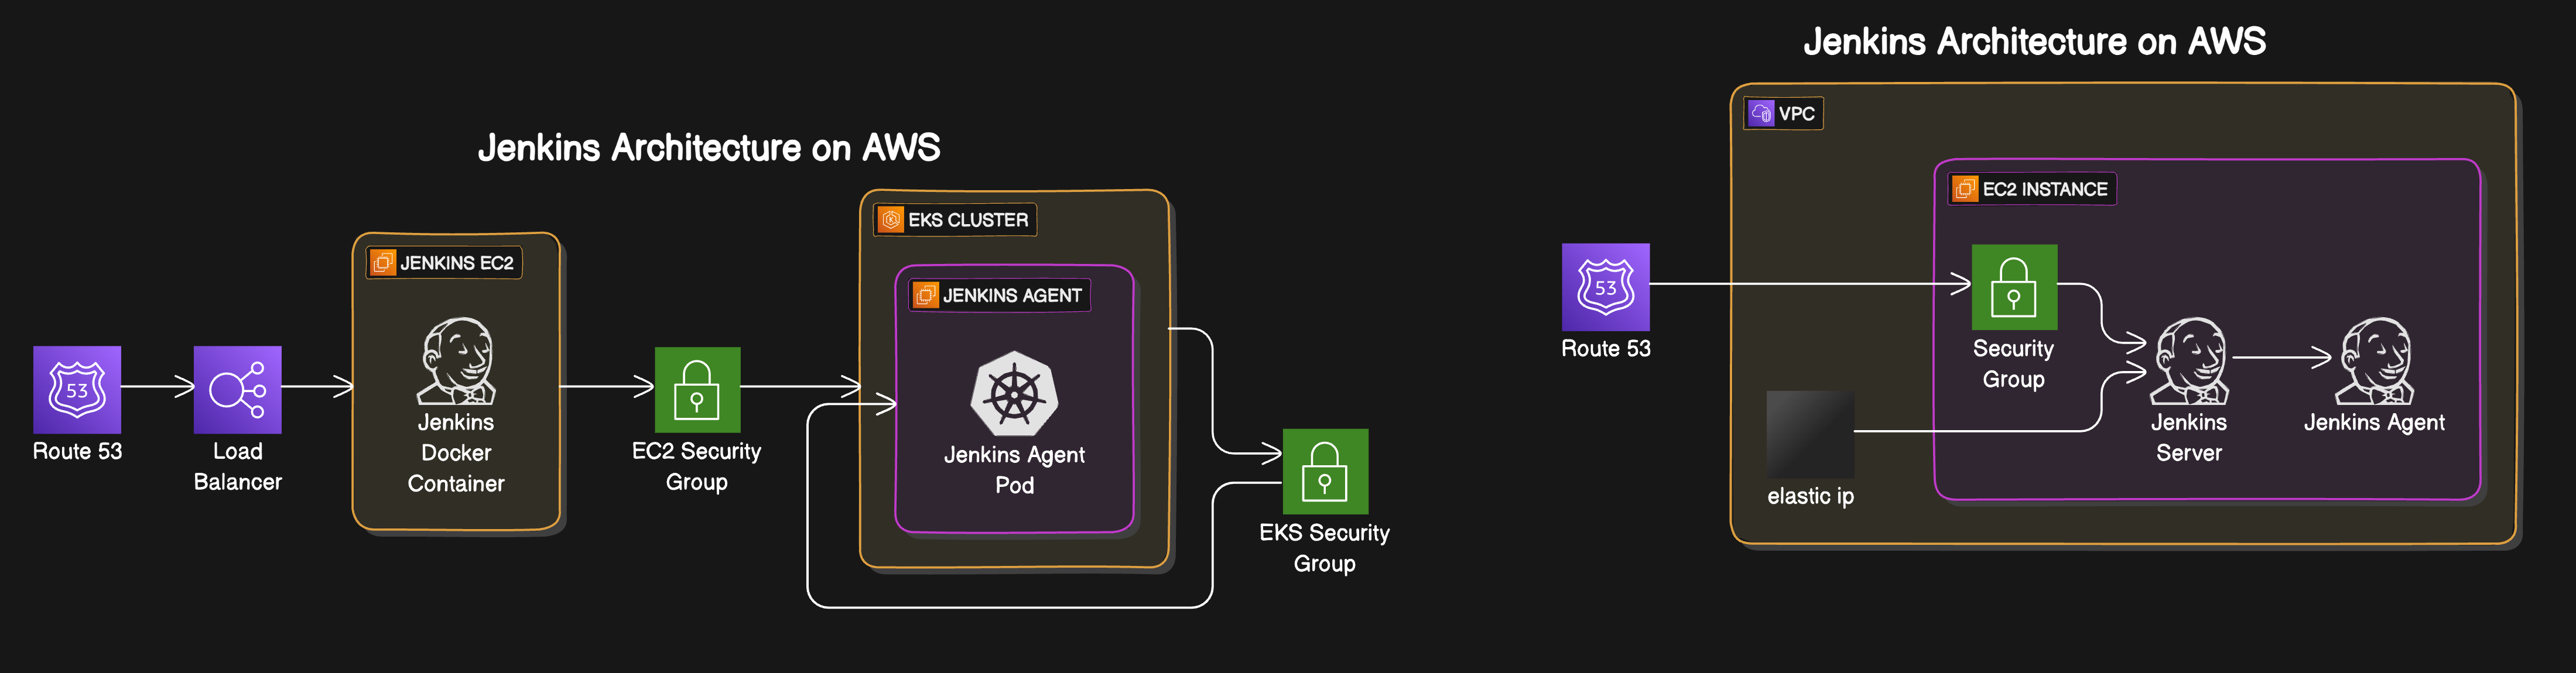 Jenkins Architecture on AWS
JENKINS EC2
EKS CLUSTER
JENKINS AGENT
53
Route 53
Load
Balancer
Jenkins
Docker
Container
EC2 Security
Group
Jenkins Agent
Pod
EKS Security
Group
Jenkins Architecture on AWS
VPC
EC2 INSTANCE
53
Route 53
Security
Group
elastic ip
Jenkins
Server
Jenkins Agent